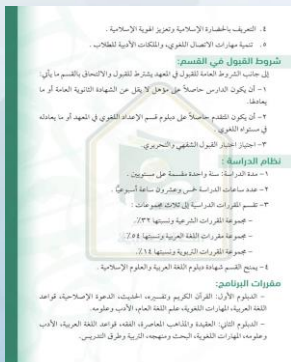 ٤. التعريف بالحضارة الإسلامية وتعزيز الهوية الإسلامية .
٥. تنمية مهارات الاتصال اللغوي، والملكات الأدبية للطلاب .
شروط القبول في القسم:
إلى جانب الشروط العامة للقبول في المعهد يشترط للقبول والالتحاق بالقسم ما يأتي:
١- أن يكون الدارس حاصلاً على مؤهل لا يقل عن الشهادة الثانوية العامة أو ما
يعادلها.
٢- أن يكون المتقدم حاصلاً على دبلوم قسم الإعداد اللغوي في المعهد أو ما يعادله
في مستواه اللغوي .
٣- اجتياز اختبار القبول الشفهي والتحريري.
نظام الدراسة :
١- مدة الدراسة: سنة واحدة مقسمة على مستويين .
٢- عدد ساعات الدراسة خمس وعشرون ساعة أسبوعيًا .
٣- تقسم المقررات الدراسية إلى ثلاث مجموعات :
- مجموعة المقررات الشرعية ونسبتها ٣٢٪.
- مجموعة مقررات اللغة العربية ونسبتها ٥٤٪.
- مجموعة المقررات التربوية ونسبتها ١٤٪.
٤- يمنح القسم شهادة دبلوم اللغة العربية والعلوم الإسلامية .
مقررات البرنامج:
- الدبلوم الأول: القرآن الكريم وتفسيره، الحديث، الدعوة الإصلاحية، قواعد
اللغة العربية، المهارات اللغوية، علم اللغة العام، الأدب وعلومه.
- الدبلوم الثاني: العقيدة والمذاهب المعاصرة، الفقه، قواعد اللغة العربية، الأدب
وعلومه، المهارات اللغوية، البحث ومنهجه، التربية وطرق التدريس.